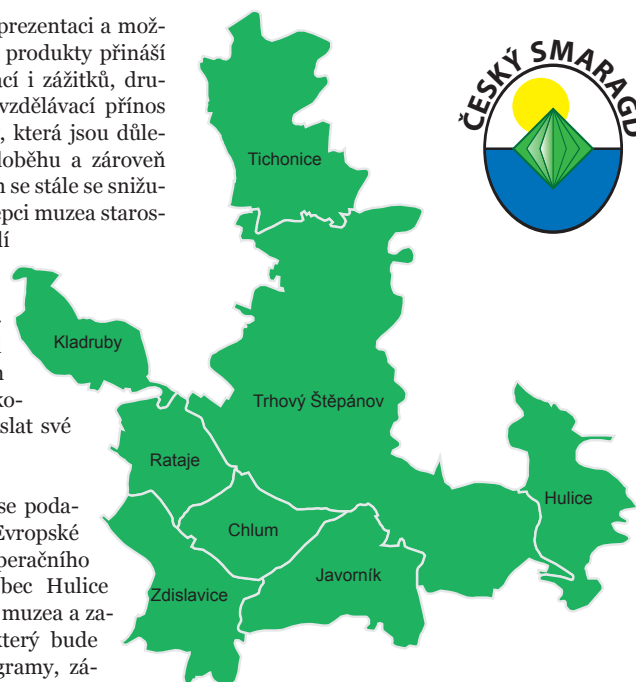 prezentaci a mož-
produkty přináší
ací i zážitků, dru-
vzdělávací přínos
, která jsou důle-
loběhu a zároveň
n se stále se snižu-
epci muzea staros-
lí
ko-
slat své
se poda-
Evropské
peračního
bec Hulice
muzea a za-
který bude
gramy, zá-
ČESKÝ SMARAGD
Tichonice
Kladruby
Trhový Štěpánov
Rataje
Hulice
Chlum
Javorník
Zdislavice